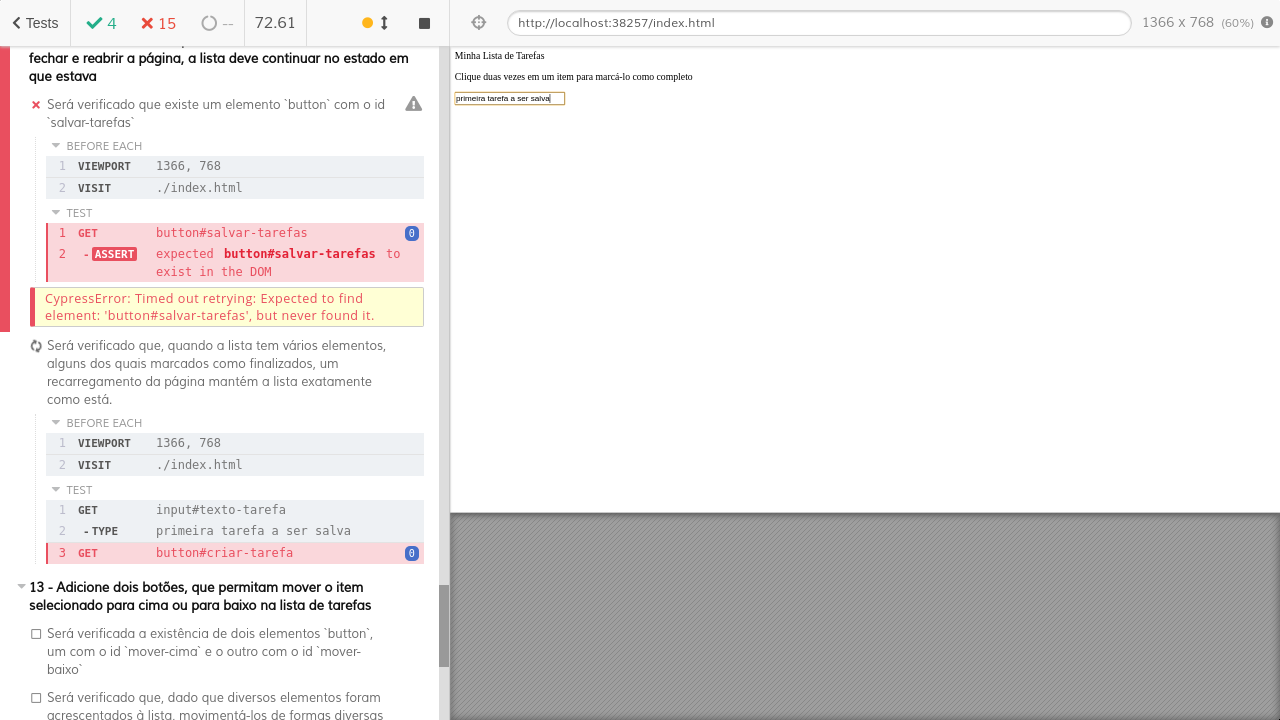 Tests 4 15 -- 72.61 http://localhost:38257/index.html 1366 x 768 (60%)
fechar e reabrir a página, a lista deve continuar no estado em
que estava
Será verificado que existe um elemento `button` com o id
`salvar-tarefas`
BEFORE EACH
1 VIEWPORT 1366, 768
2 VISIT ./index.html
TEST
1 GET button#salvar-tarefas 0
2 -ASSERT expected button#salvar-tarefas to
exist in the DOM
CypressError: Timed out retrying: Expected to find
element: 'button#salvar-tarefas', but never found it.
Será verificado que, quando a lista tem vários elementos,
alguns dos quais marcados como finalizados, um
recarregamento da página mantém a lista exatamente
como está.
BEFORE EACH
1 VIEWPORT 1366, 768
2 VISIT ./index.html
TEST
1 GET input#texto-tarefa
2 -TYPE primeira tarefa a ser salva
3 GET button#criar-tarefa 0
13 - Adicione dois botões, que permitam mover o item
selecionado para cima ou para baixo na lista de tarefas
Será verificada a existência de dois elementos `button`,
um com o id `mover-cima` e o outro com o id `mover-
baixo`
Será verificado que, dado que diversos elementos foram
acrescentados à lista, movimentá-los de formas diversas
Minha Lista de Tarefas
Clique duas vezes em um item para marcá-lo como completo
primeira tarefa a ser salva